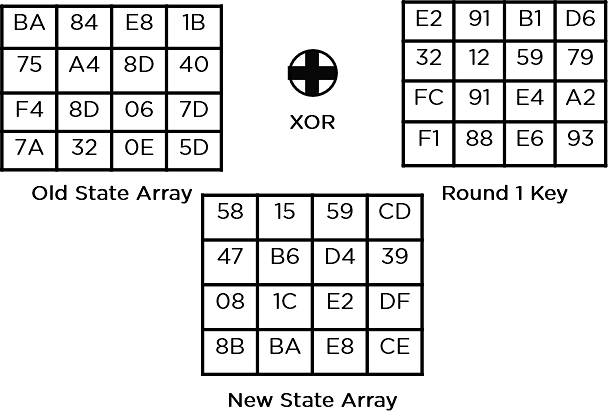 BA 84 E8 1B
75 A4 8D 40
F4 8D 06 7D
7A 32 0E 5D
Old State Array
XOR
E2 91 B1 D6
32 12 59 79
FC 91 E4 A2
F1 88 E6 93
Round 1 Key
58 15 59 CD
47 B6 D4 39
08 1C E2 DF
8B BA E8 CE
New State Array